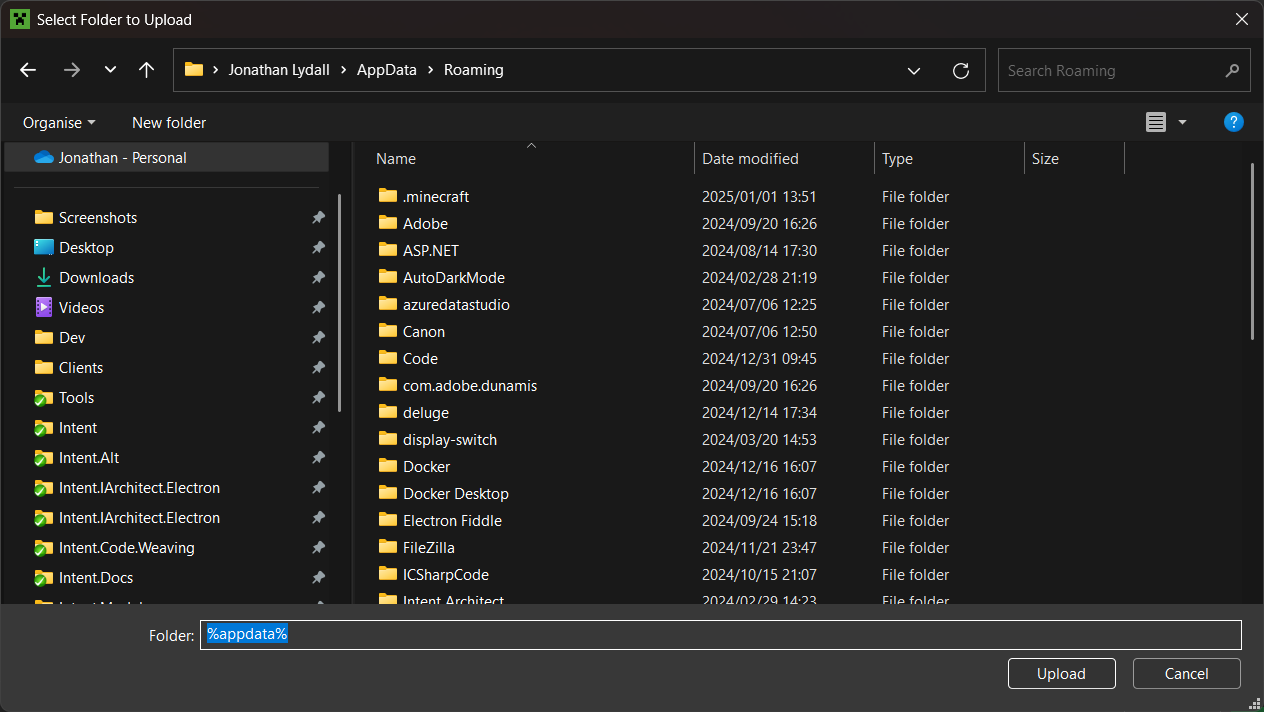 Select Folder to Upload
Jonathan Lydall > AppData > Roaming
Search Roaming
Organise
New folder
?
Jonathan - Personal
Screenshots
Desktop
Downloads
Videos
Dev
Clients
Tools
Intent
Intent.Alt
Intent.IArchitect.Electron
Intent.IArchitect.Electron
Intent.Code.Weaving
Intent.Docs
Name Date modified Type Size
.minecraft 2025/01/01 13:51 File folder
Adobe 2024/09/20 16:26 File folder
ASP.NET 2024/08/14 17:30 File folder
AutoDarkMode 2024/02/28 21:19 File folder
azuredatastudio 2024/07/06 12:25 File folder
Canon 2024/07/06 12:50 File folder
Code 2024/12/31 09:45 File folder
com.adobe.dunamis 2024/09/20 16:26 File folder
deluge 2024/12/14 17:34 File folder
display-switch 2024/03/20 14:53 File folder
Docker 2024/12/16 16:07 File folder
Docker Desktop 2024/12/16 16:07 File folder
Electron Fiddle 2024/09/24 15:18 File folder
FileZilla 2024/11/21 23:47 File folder
ICSharpCode 2024/10/15 21:07 File folder
Intent Architect 2024/02/29 14:23 File folder
Folder: %appdata%
Upload Cancel